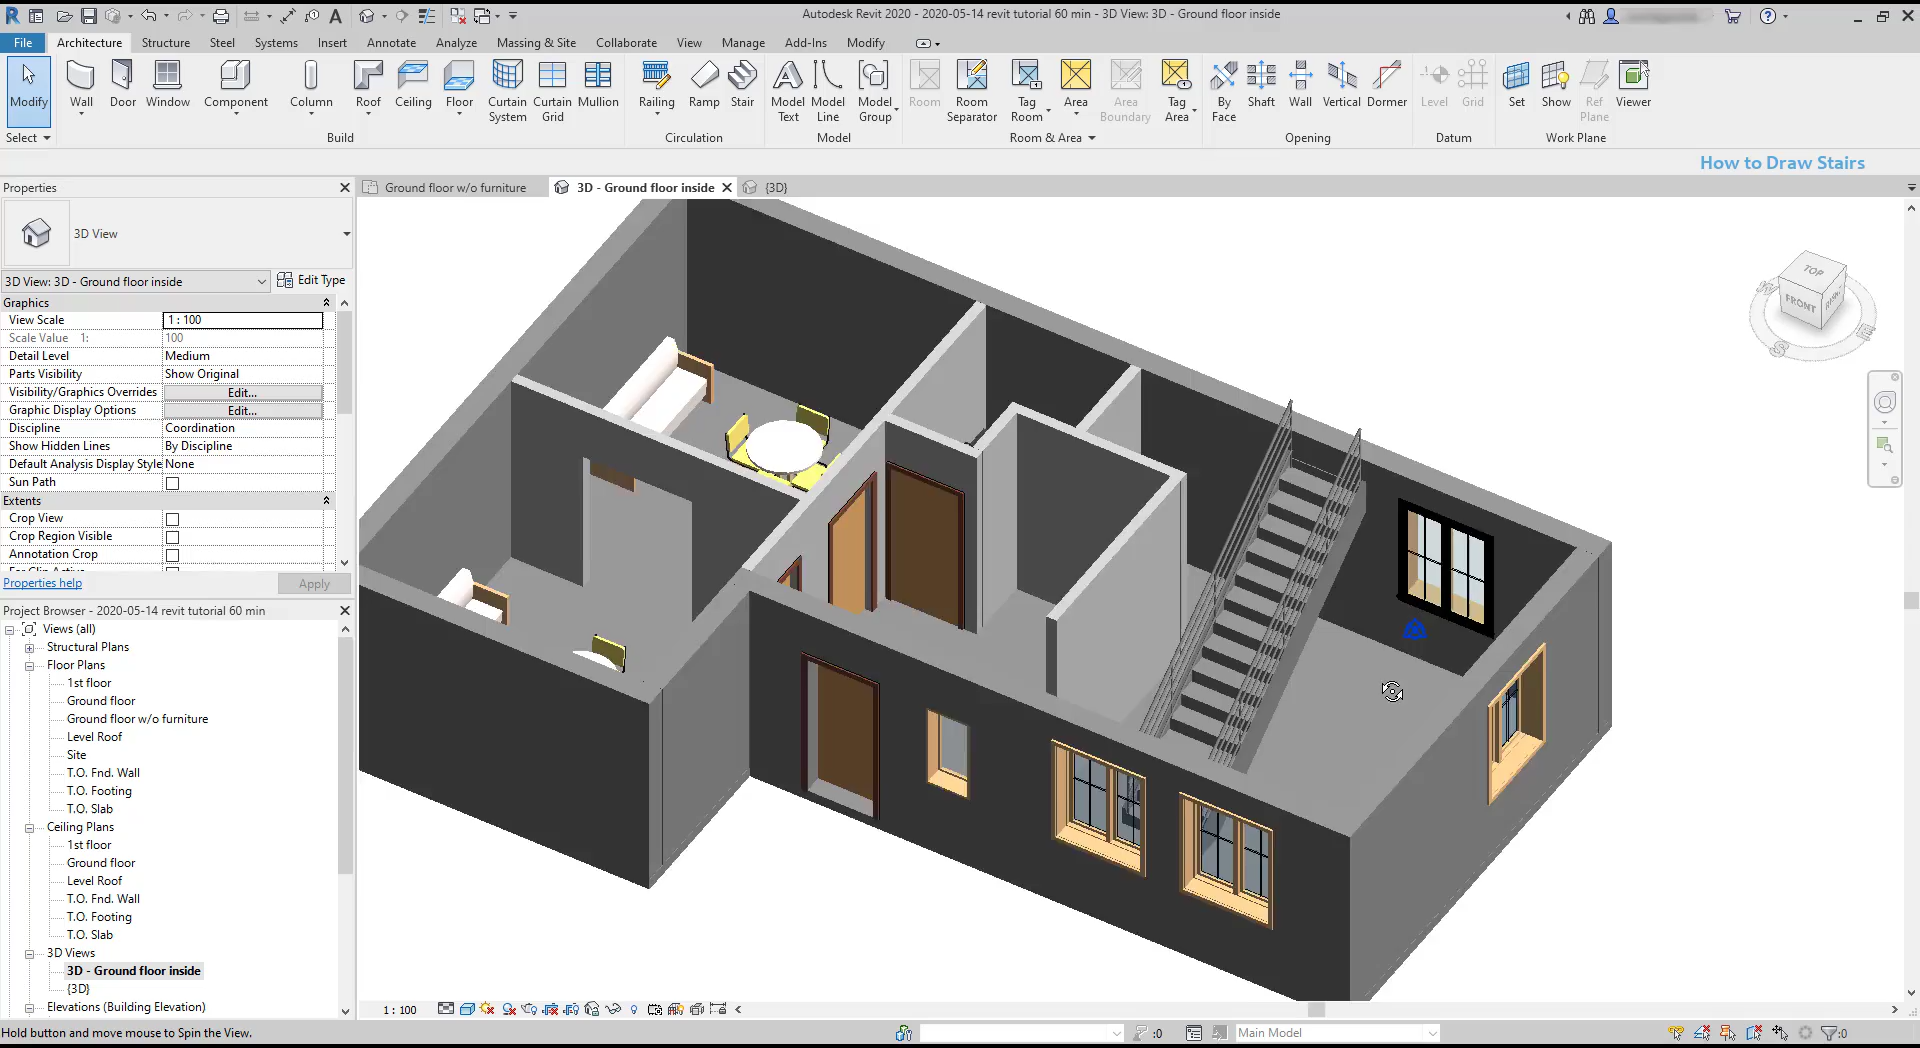 Autodesk Revit 2020 - 2020-05-14 revit tutorial 60 min - 3D View: 3D - Ground floor inside
File Architecture Structure Steel Systems Insert Annotate Analyze Massing & Site Collaborate View Manage Add-Ins Modify
Modify Wall Door Window Component Column Roof Ceiling Floor Curtain System Curtain Grid Mullion Railing Ramp Stair Model Text Model Line Model Group Room Room Separator Tag Room Area Area Boundary Tag Area By Face Shaft Wall Vertical Dormer Level Grid Set Show Ref Plane Viewer
Select Build Circulation Model Room & Area Opening Datum Work Plane
How to Draw Stairs
Properties
Ground floor w/o furniture
3D - Ground floor inside
{3D}
3D View
3D View: 3D - Ground floor inside
Edit Type
Graphics
View Scale 1 : 100
Scale Value 1: 100
Detail Level Medium
Parts Visibility Show Original
Visibility/Graphics Overrides Edit...
Graphic Display Options Edit...
Discipline Coordination
Show Hidden Lines By Discipline
Default Analysis Display Style None
Sun Path
Extents
Crop View
Crop Region Visible
Annotation Crop
Properties help
Apply
Project Browser - 2020-05-14 revit tutorial 60 min
Views (all)
Structural Plans
Floor Plans
1st floor
Ground floor
Ground floor w/o furniture
Level Roof
Site
T.O. Fnd. Wall
T.O. Footing
T.O. Slab
Ceiling Plans
1st floor
Ground floor
Level Roof
T.O. Fnd. Wall
T.O. Footing
T.O. Slab
3D Views
3D - Ground floor inside
{3D}
Elevations (Building Elevation)
TOP
FRONT
RIGHT
W
S
E
1 : 100
Hold button and move mouse to Spin the View.
:0
Main Model
:0